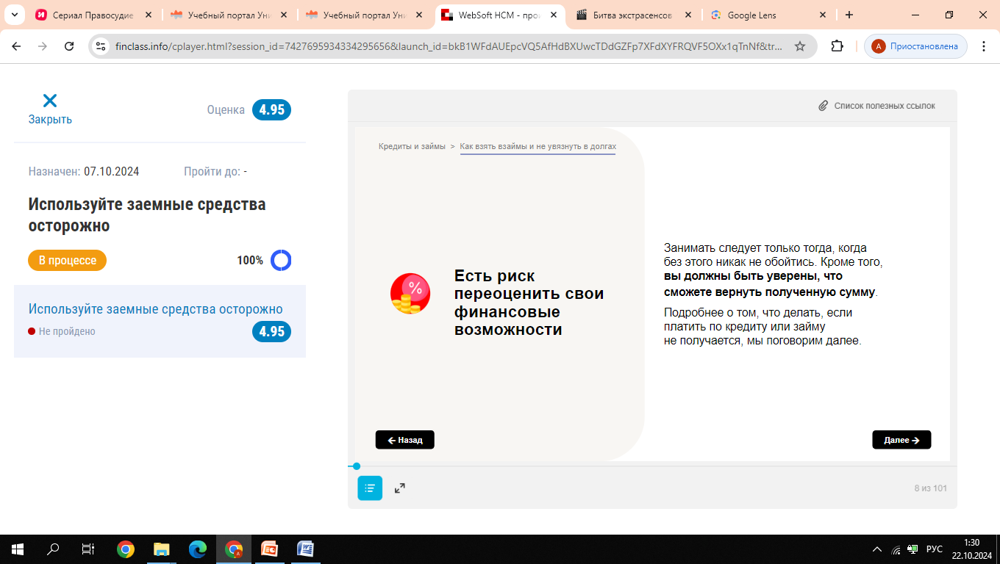 Сериал Правосудие
Учебный портал Уни
Учебный портал Уни
WebSoft HCM - прои
Битва экстрасенсов
Google Lens
finclass.info/cplayer.html?session_id=7427695934334295656&launch_id=bkB1WFdAUEpcVQ5AfHdBXUwcTDdGZFp7XFdXYFRQVF5OXx1qTnNf&tr...
А
Приостановлена
Закрыть
Оценка
4.95
Назначен: 07.10.2024
Пройти до: -
Используйте заемные средства
осторожно
В процессе
100%
Используйте заемные средства осторожно
Не пройдено
4.95
Список полезных ссылок
Кредиты и займы > Как взять взаймы и не увязнуть в долгах
%
Есть риск
переоценить свои
финансовые
возможности
Занимать следует только тогда, когда
без этого никак не обойтись. Кроме того,
вы должны быть уверены, что
сможете вернуть полученную сумму.
Подробнее о том, что делать, если
платить по кредиту или займу
не получается, мы поговорим далее.
Назад
Далее
8 из 101
РУС
1:30
22.10.2024